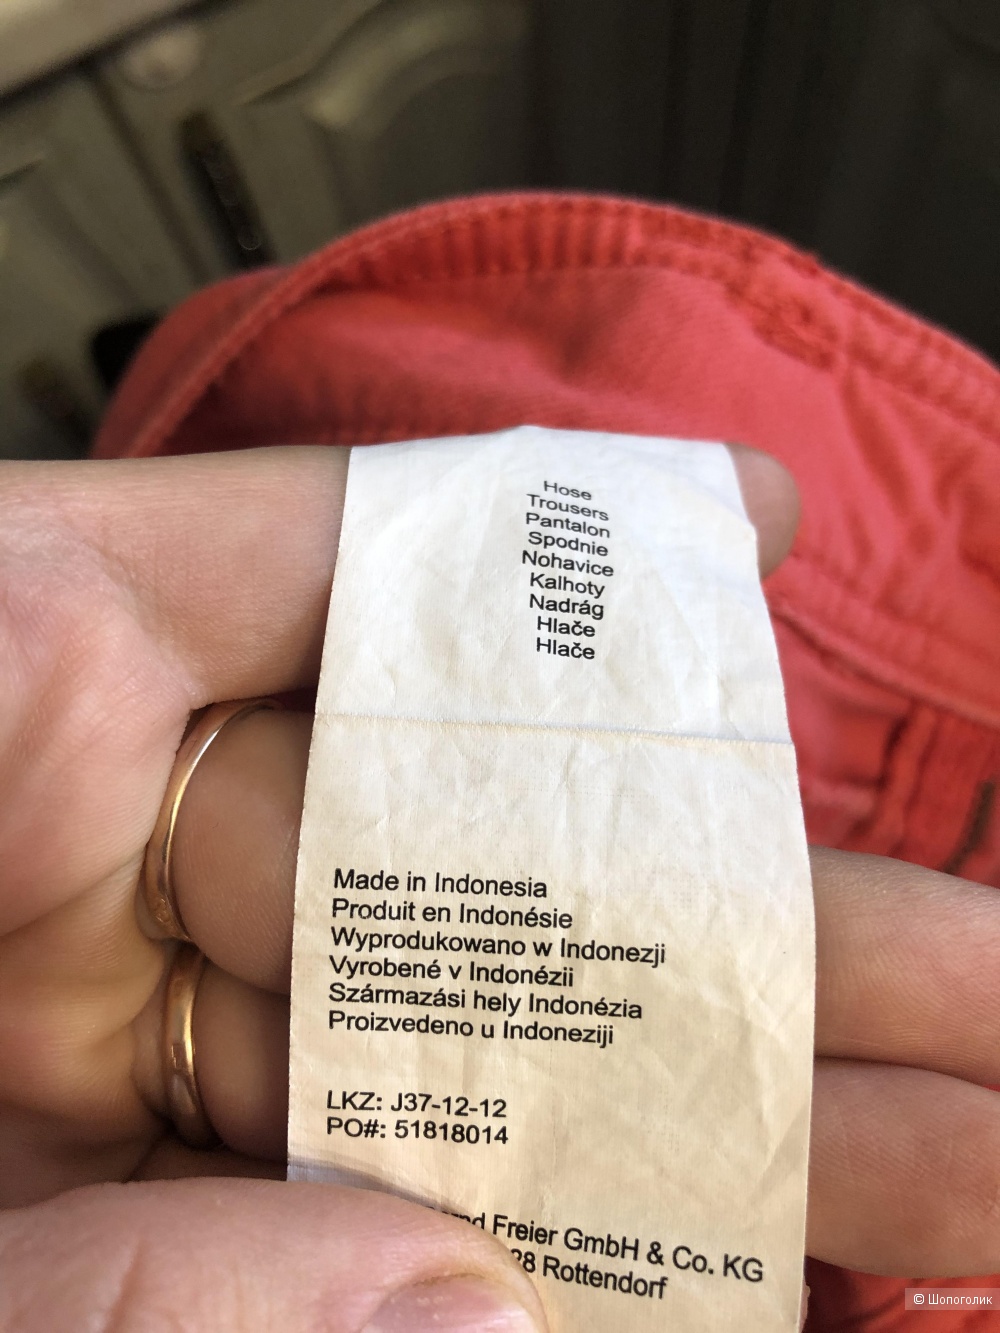 Hose
Trousers
Pantalon
Spodnie
Nohavice
Kalhoty
Nadrág
Hlače
Hlače
Made in Indonesia
Produit en Indonésie
Wyprodukowano w Indonezji
Vyrobené v Indonézii
Származási hely Indonézia
Proizvedeno u Indoneziji
LKZ: J37-12-12
PO#: 51818014
Freier GmbH & Co. KG
Rottendorf
© Шопоголик